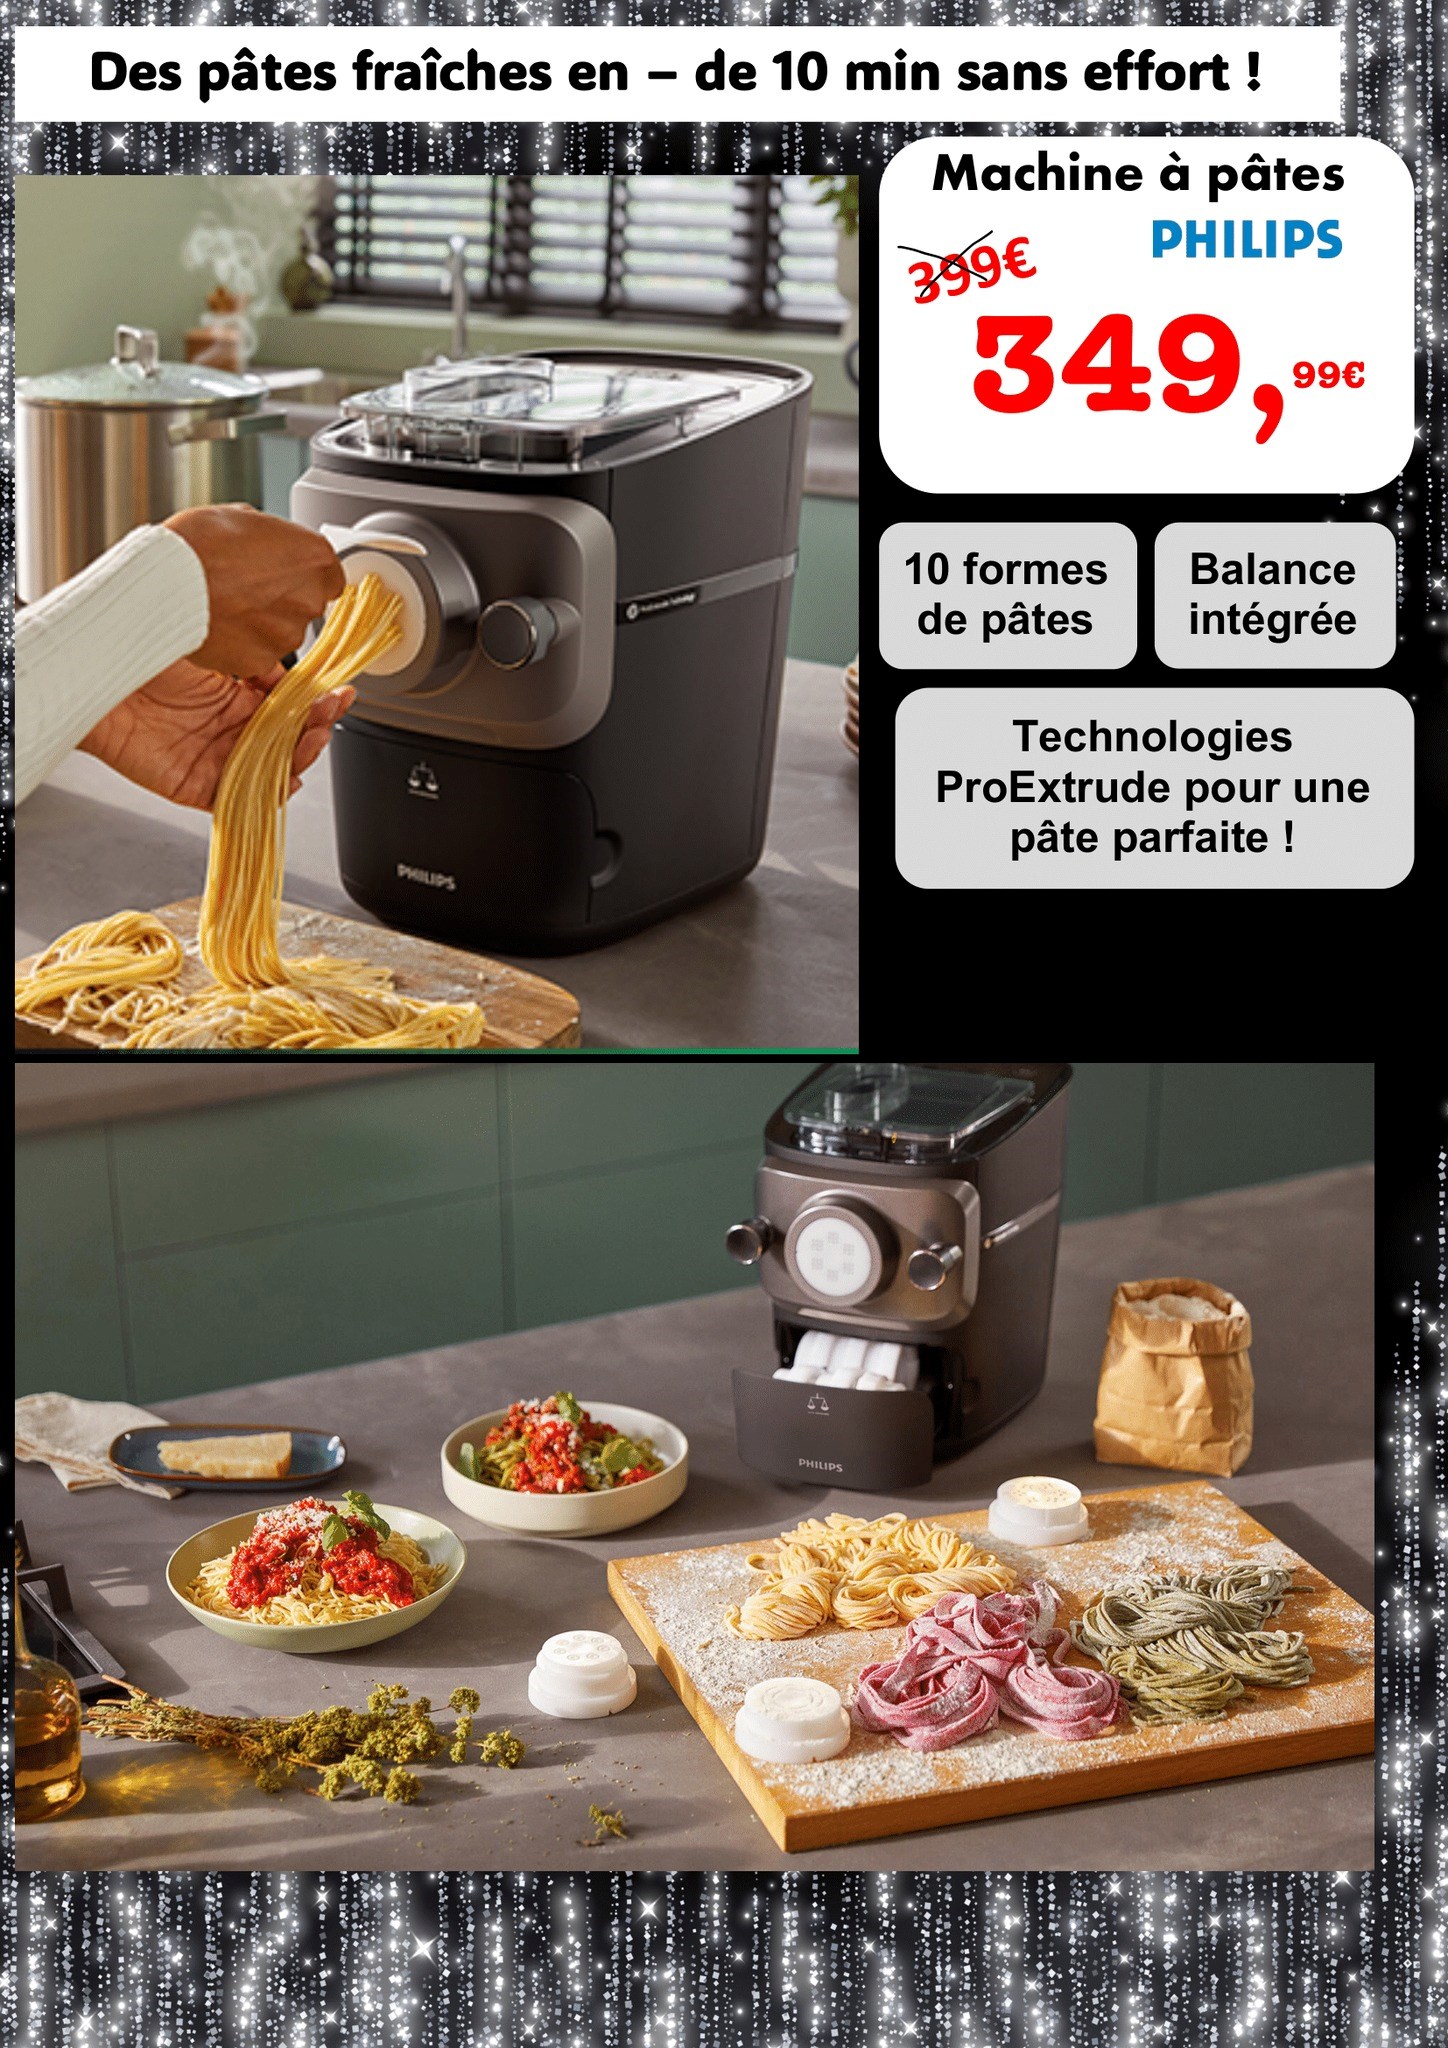 Des pâtes fraîches en – de 10 min sans effort !
Machine à pâtes
PHILIPS
399€
349,99€
10 formes
de pâtes
Balance
intégrée
Technologies
ProExtrude pour une
pâte parfaite !
PHILIPS
PHILIPS